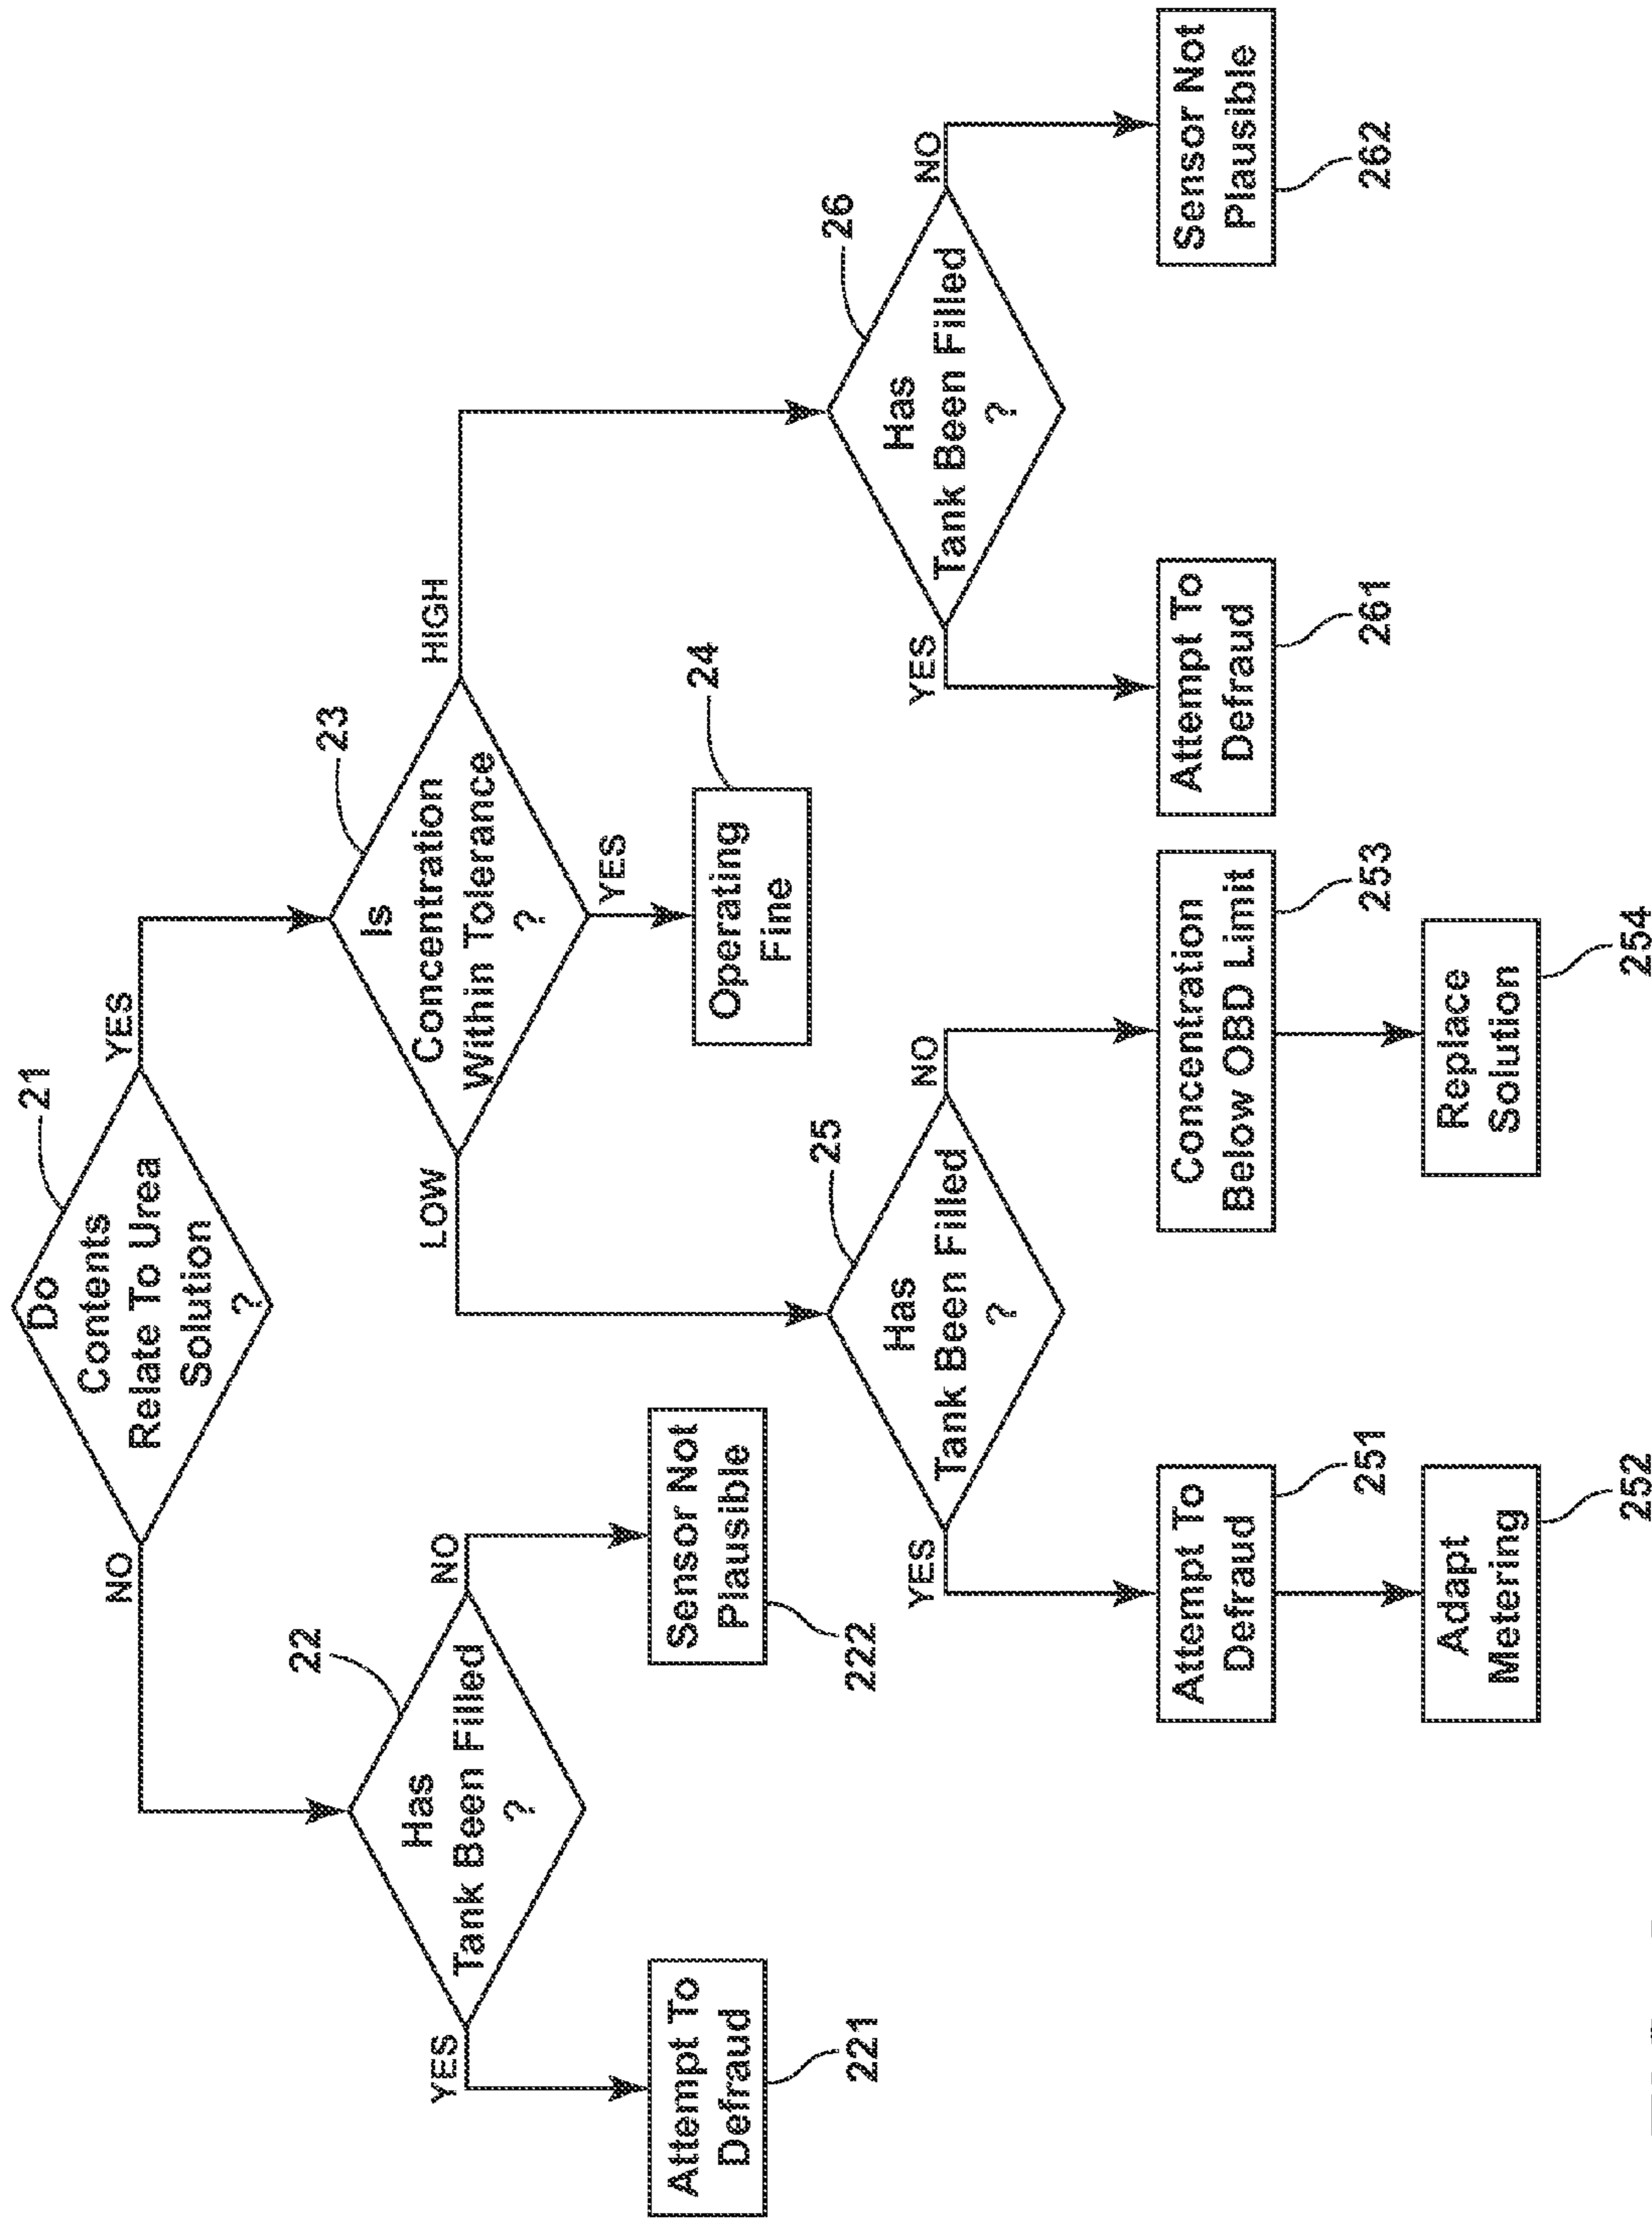 21
Do
Contents
Relate To Urea
Solution
?
NO
YES
22
Has
Tank Been Filled
?
YES
NO
Attempt To
Defraud
221
Sensor Not
Plausible
222
23
Is
Concentration
Within Tolerance
?
LOW
HIGH
YES
24
Operating
Fine
25
Has
Tank Been Filled
?
YES
NO
Attempt To
Defraud
251
Adapt
Metering
252
Concentration
Below OBD Limit
253
Replace
Solution
254
26
Has
Tank Been Filled
?
YES
NO
Attempt To
Defraud
261
Sensor Not
Plausible
262